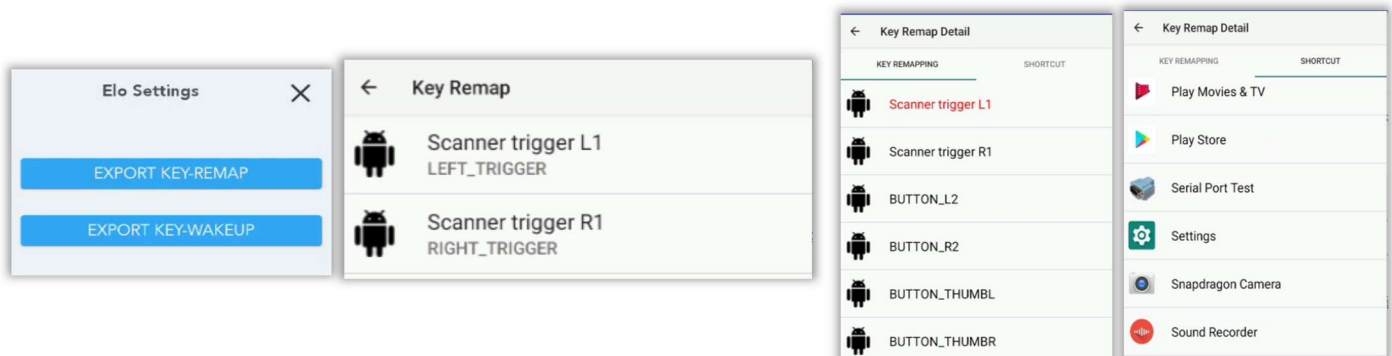 Elo Settings
EXPORT KEY-REMAP
EXPORT KEY-WAKEUP
Key Remap
Scanner trigger L1
LEFT_TRIGGER
Scanner trigger R1
RIGHT_TRIGGER
Key Remap Detail
KEY REMAPPING SHORTCUT
Scanner trigger L1
Scanner trigger R1
BUTTON_L2
BUTTON_R2
BUTTON_THUMBL
BUTTON_THUMBR
Key Remap Detail
KEY REMAPPING SHORTCUT
Play Movies & TV
Play Store
Serial Port Test
Settings
Snapdragon Camera
Sound Recorder